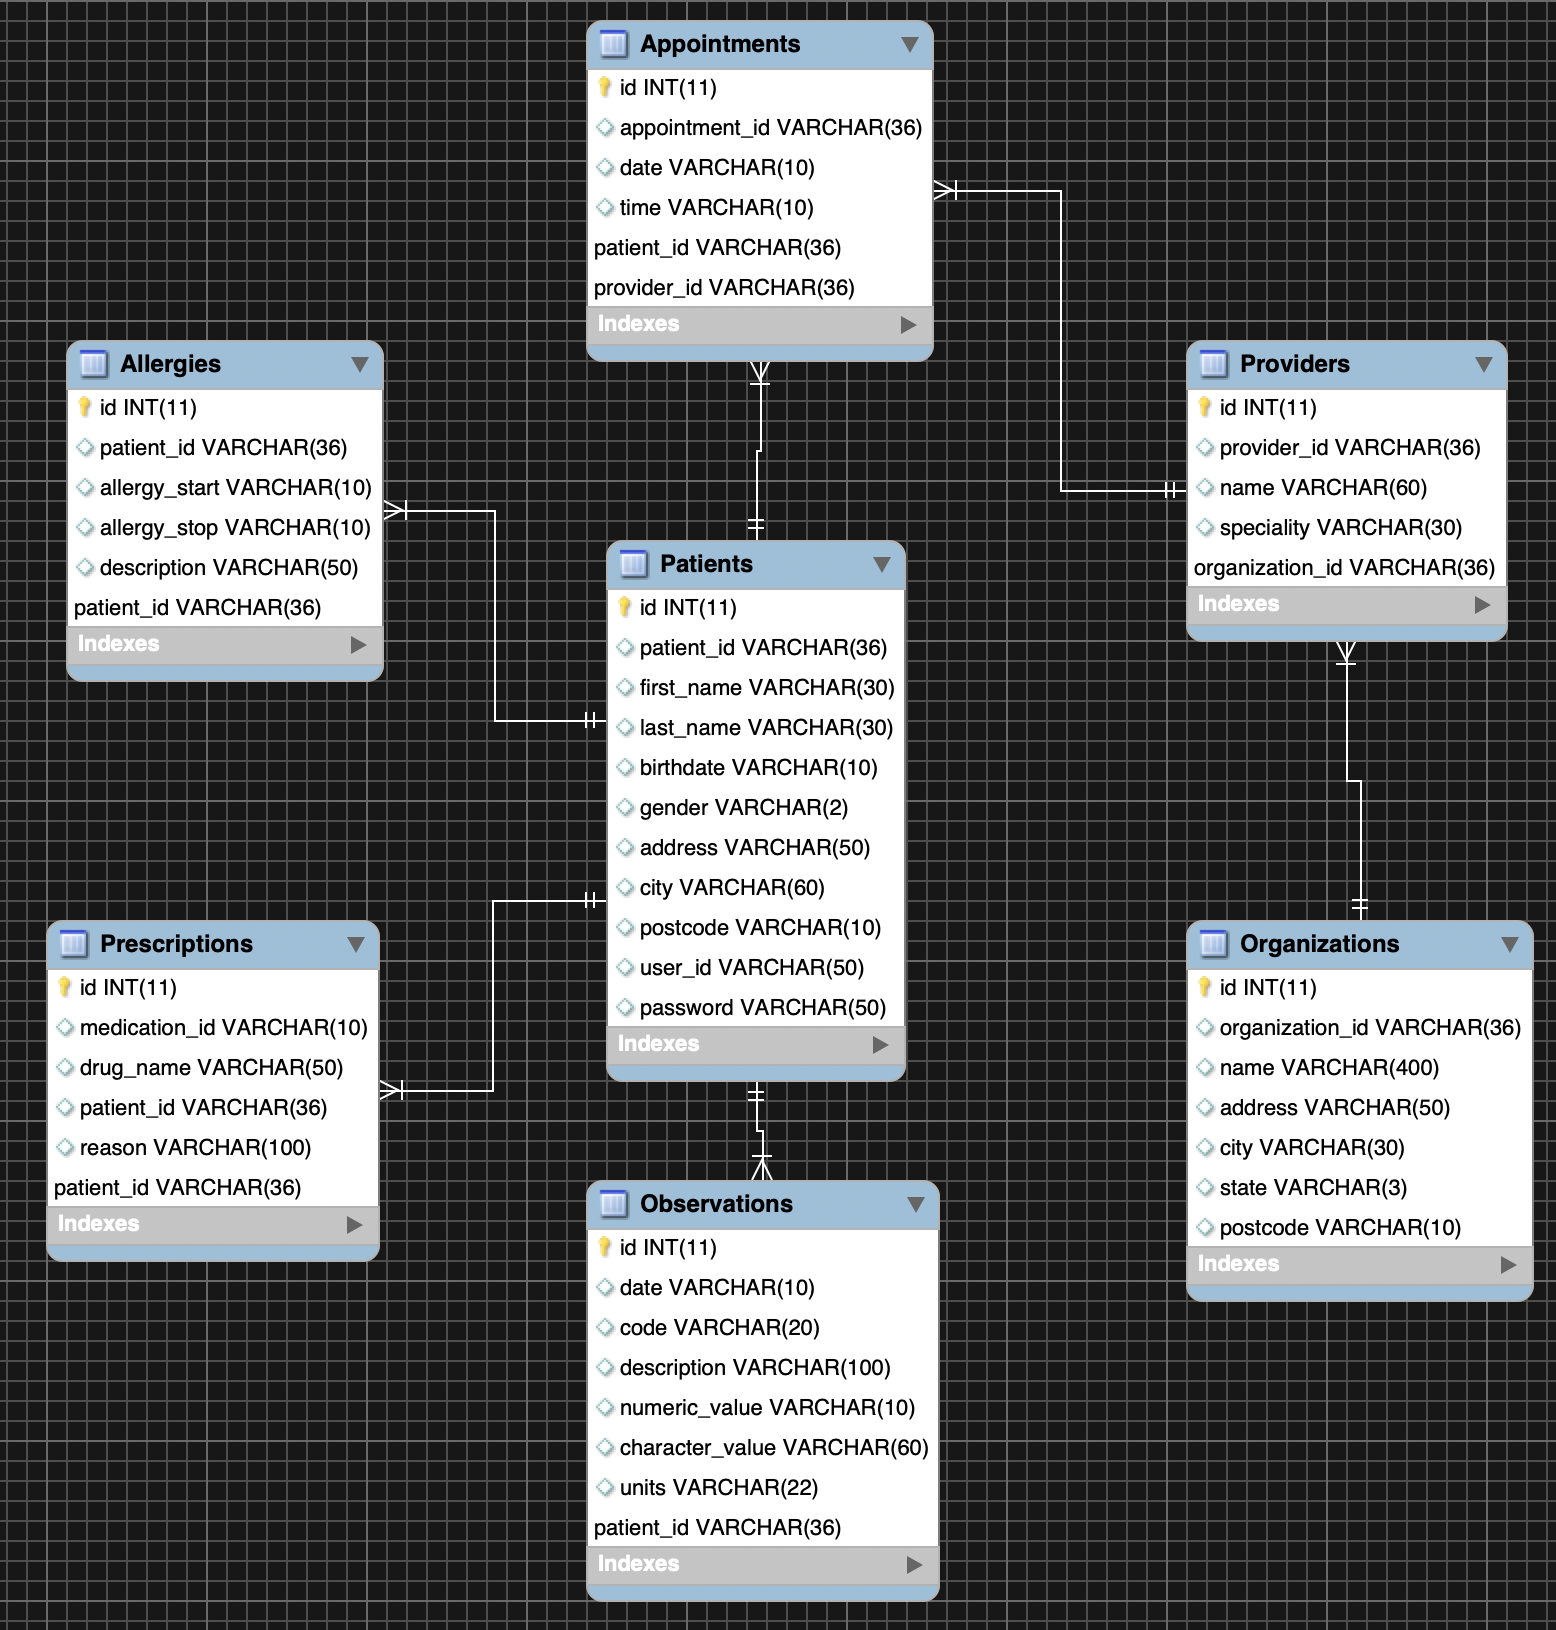 Appointments
id INT(11)
appointment_id VARCHAR(36)
date VARCHAR(10)
time VARCHAR(10)
patient_id VARCHAR(36)
provider_id VARCHAR(36)
Indexes
Allergies
id INT(11)
patient_id VARCHAR(36)
allergy_start VARCHAR(10)
allergy_stop VARCHAR(10)
description VARCHAR(50)
patient_id VARCHAR(36)
Indexes
Providers
id INT(11)
provider_id VARCHAR(36)
name VARCHAR(60)
speciality VARCHAR(30)
organization_id VARCHAR(36)
Indexes
Patients
id INT(11)
patient_id VARCHAR(36)
first_name VARCHAR(30)
last_name VARCHAR(30)
birthdate VARCHAR(10)
gender VARCHAR(2)
address VARCHAR(50)
city VARCHAR(60)
postcode VARCHAR(10)
user_id VARCHAR(50)
password VARCHAR(50)
Indexes
Prescriptions
id INT(11)
medication_id VARCHAR(10)
drug_name VARCHAR(50)
patient_id VARCHAR(36)
reason VARCHAR(100)
patient_id VARCHAR(36)
Indexes
Organizations
id INT(11)
organization_id VARCHAR(36)
name VARCHAR(400)
address VARCHAR(50)
city VARCHAR(30)
state VARCHAR(3)
postcode VARCHAR(10)
Indexes
Observations
id INT(11)
date VARCHAR(10)
code VARCHAR(20)
description VARCHAR(100)
numeric_value VARCHAR(10)
character_value VARCHAR(60)
units VARCHAR(22)
patient_id VARCHAR(36)
Indexes